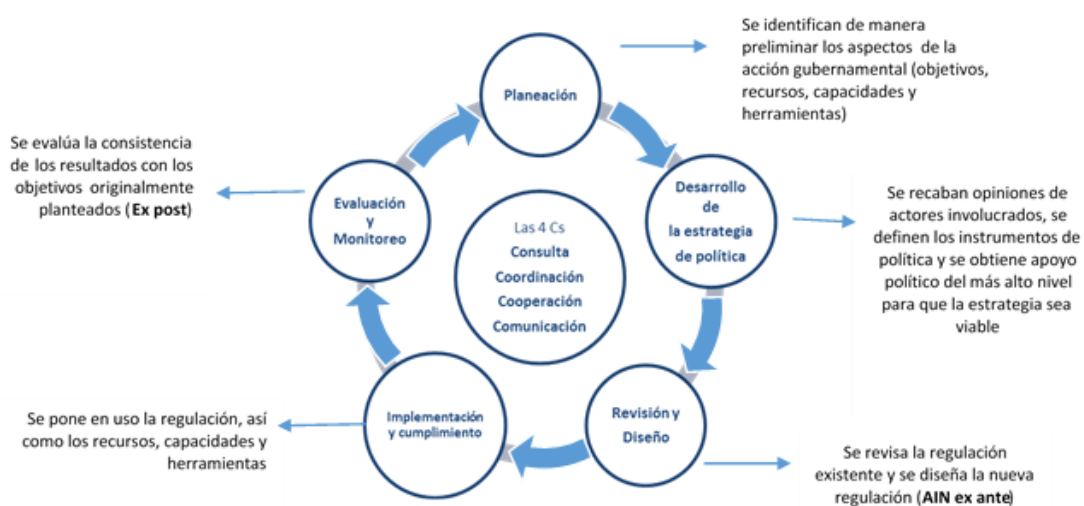 Planeación
Se identifican de manera
preliminar los aspectos de la
acción gubernamental (objetivos,
recursos, capacidades y
herramientas)
Desarrollo
de
la estrategia
de política
Se recaban opiniones de
actores involucrados, se
definen los instrumentos de
política y se obtiene apoyo
político del más alto nivel
para que la estrategia sea
viable
Revisión y
Diseño
Se revisa la regulación
existente y se diseña la nueva
regulación (AIN ex ante)
Implementación
y cumplimiento
Se pone en uso la regulación, así
como los recursos, capacidades y
herramientas
Evaluación
y
Monitoreo
Se evalúa la consistencia
de los resultados con los
objetivos originalmente
planteados (Ex post)
Las 4 Cs
Consulta
Coordinación
Cooperación
Comunicación